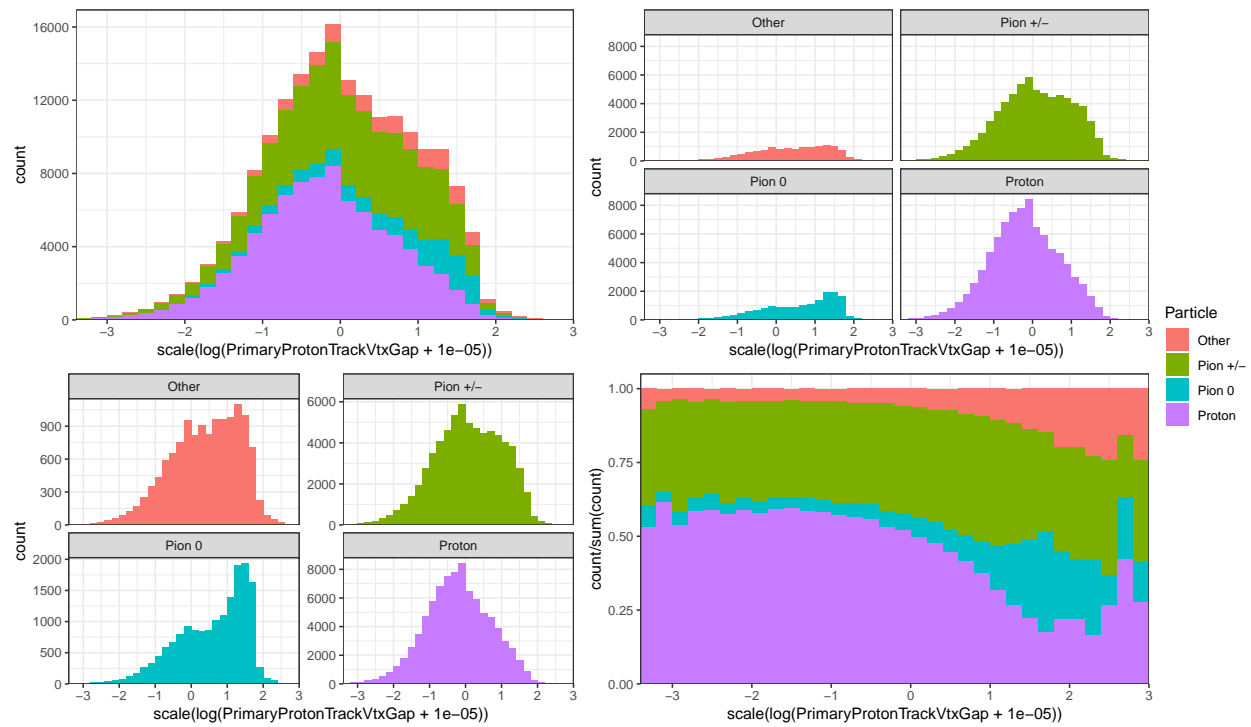 16000
12000
8000
4000
0
count
−3 −2 −1 0 1 2 3
scale(log(PrimaryProtonTrackVtxGap + 1e−05))
Other Pion +/−
8000
6000
4000
2000
0
Pion 0 Proton
8000
6000
4000
2000
0
count
−3 −2 −1 0 1 2 3 −3 −2 −1 0 1 2 3
scale(log(PrimaryProtonTrackVtxGap + 1e−05))
Particle
Other
Pion +/−
Pion 0
Proton
Other Pion +/−
900
600
300
0
6000
4000
2000
0
Pion 0 Proton
2000
1500
1000
500
0
8000
6000
4000
2000
0
count
−3 −2 −1 0 1 2 3 −3 −2 −1 0 1 2 3
scale(log(PrimaryProtonTrackVtxGap + 1e−05))
1.00
0.75
0.50
0.25
0.00
count/sum(count)
−3 −2 −1 0 1 2 3
scale(log(PrimaryProtonTrackVtxGap + 1e−05))